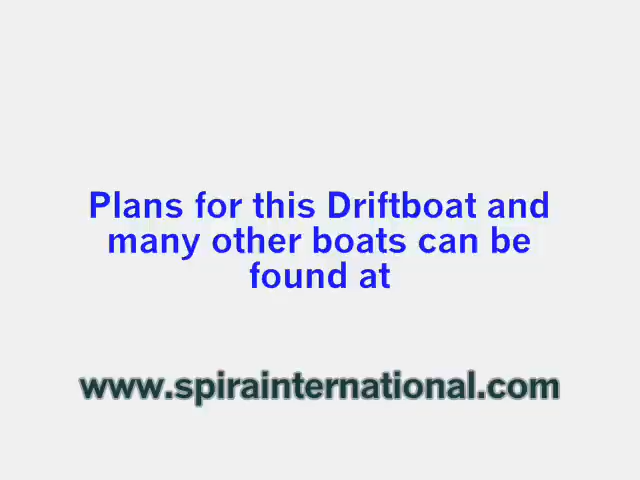 Plans for this Driftboat and
many other boats can be
found at
www.spirainternational.com